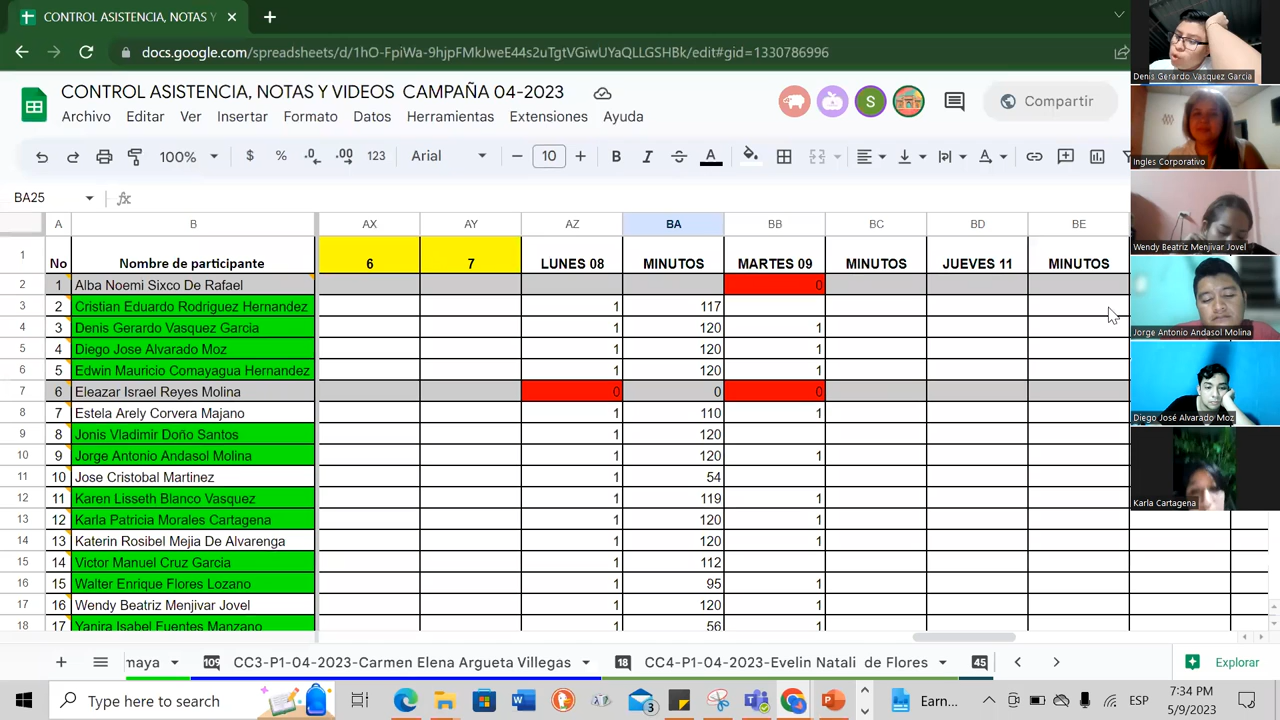 CONTROL ASISTENCIA, NOTAS Y
docs.google.com/spreadsheets/d/1hO-FpiWa-9hjpFMkJweE44s2uTgtVGiwUYaQLLGSHBk/edit#gid=1330786996
CONTROL ASISTENCIA, NOTAS Y VIDEOS CAMPAÑA 04-2023
S
Compartir
Archivo Editar Ver Insertar Formato Datos Herramientas Extensiones Ayuda
100% $ % .0 .00 123 Arial 10 B I A
BA25 fx
A B AX AY AZ BA BB BC BD BE
1 No Nombre de participante 6 7 LUNES 08 MINUTOS MARTES 09 MINUTOS JUEVES 11 MINUTOS
2 1 Alba Noemi Sixco De Rafael 0
3 2 Cristian Eduardo Rodriguez Hernandez 1 117
4 3 Denis Gerardo Vasquez Garcia 1 120 1
5 4 Diego Jose Alvarado Moz 1 120 1
6 5 Edwin Mauricio Comayagua Hernandez 1 120 1
7 6 Eleazar Israel Reyes Molina 0 0 0
8 7 Estela Arely Corvera Majano 1 110 1
9 8 Jonis Vladimir Doño Santos 1 120
10 9 Jorge Antonio Andasol Molina 1 120 1
11 10 Jose Cristobal Martinez 1 54
12 11 Karen Lisseth Blanco Vasquez 1 119 1
13 12 Karla Patricia Morales Cartagena 1 120 1
14 13 Katerin Rosibel Mejia De Alvarenga 1 120 1
15 14 Victor Manuel Cruz Garcia 1 112
16 15 Walter Enrique Flores Lozano 1 95 1
17 16 Wendy Beatriz Menjivar Jovel 1 120 1
18 17 Yanira Isabel Fuentes Manzano 1 56 1
maya 109 CC3-P1-04-2023-Carmen Elena Argueta Villegas 18 CC4-P1-04-2023-Evelin Natali de Flores 45 Explorar
Type here to search 3 Earn... ESP 7:34 PM
5/9/2023
Denis Gerardo Vasquez Garcia
Ingles Corporativo
Wendy Beatriz Menjivar Jovel
Jorge Antonio Andasol Molina
Diego José Alvarado Moz
Karla Cartagena